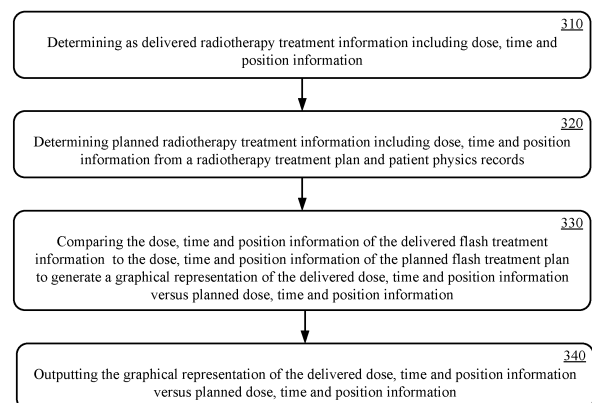 310
Determining as delivered radiotherapy treatment information including dose, time and
position information
320
Determining planned radiotherapy treatment information including dose, time and position
information from a radiotherapy treatment plan and patient physics records
330
Comparing the dose, time and position information of the delivered flash treatment
information to the dose, time and position information of the planned flash treatment plan
to generate a graphical representation of the delivered dose, time and position information
versus planned dose, time and position information
340
Outputting the graphical representation of the delivered dose, time and position information
versus planned dose, time and position information